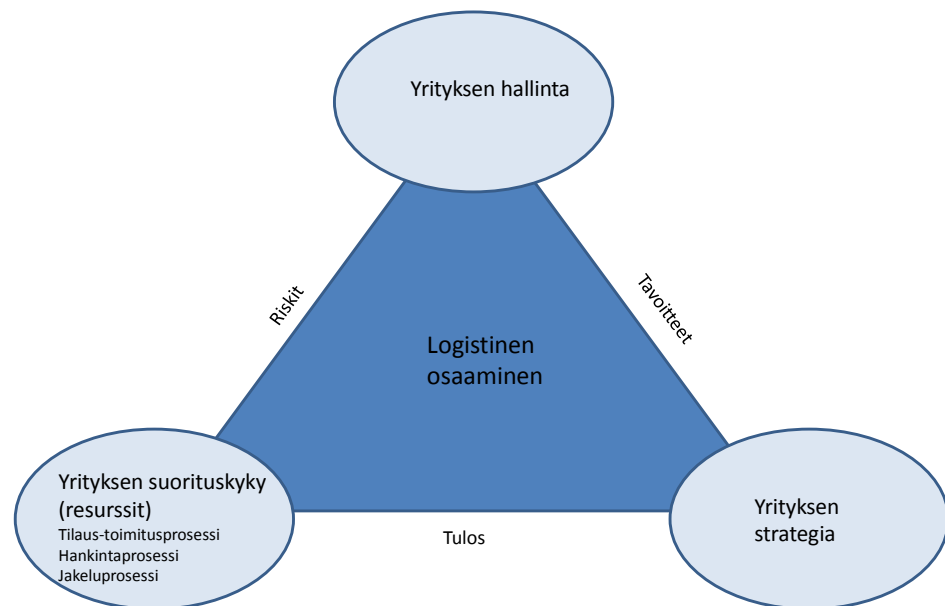 Yrityksen hallinta
Riskit
Tavoitteet
Logistinen
osaaminen
Yrityksen suorituskyky
(resurssit)
Tilaus-toimitusprosessi
Hankintaprosessi
Jakeluprosessi
Tulos
Yrityksen
strategia